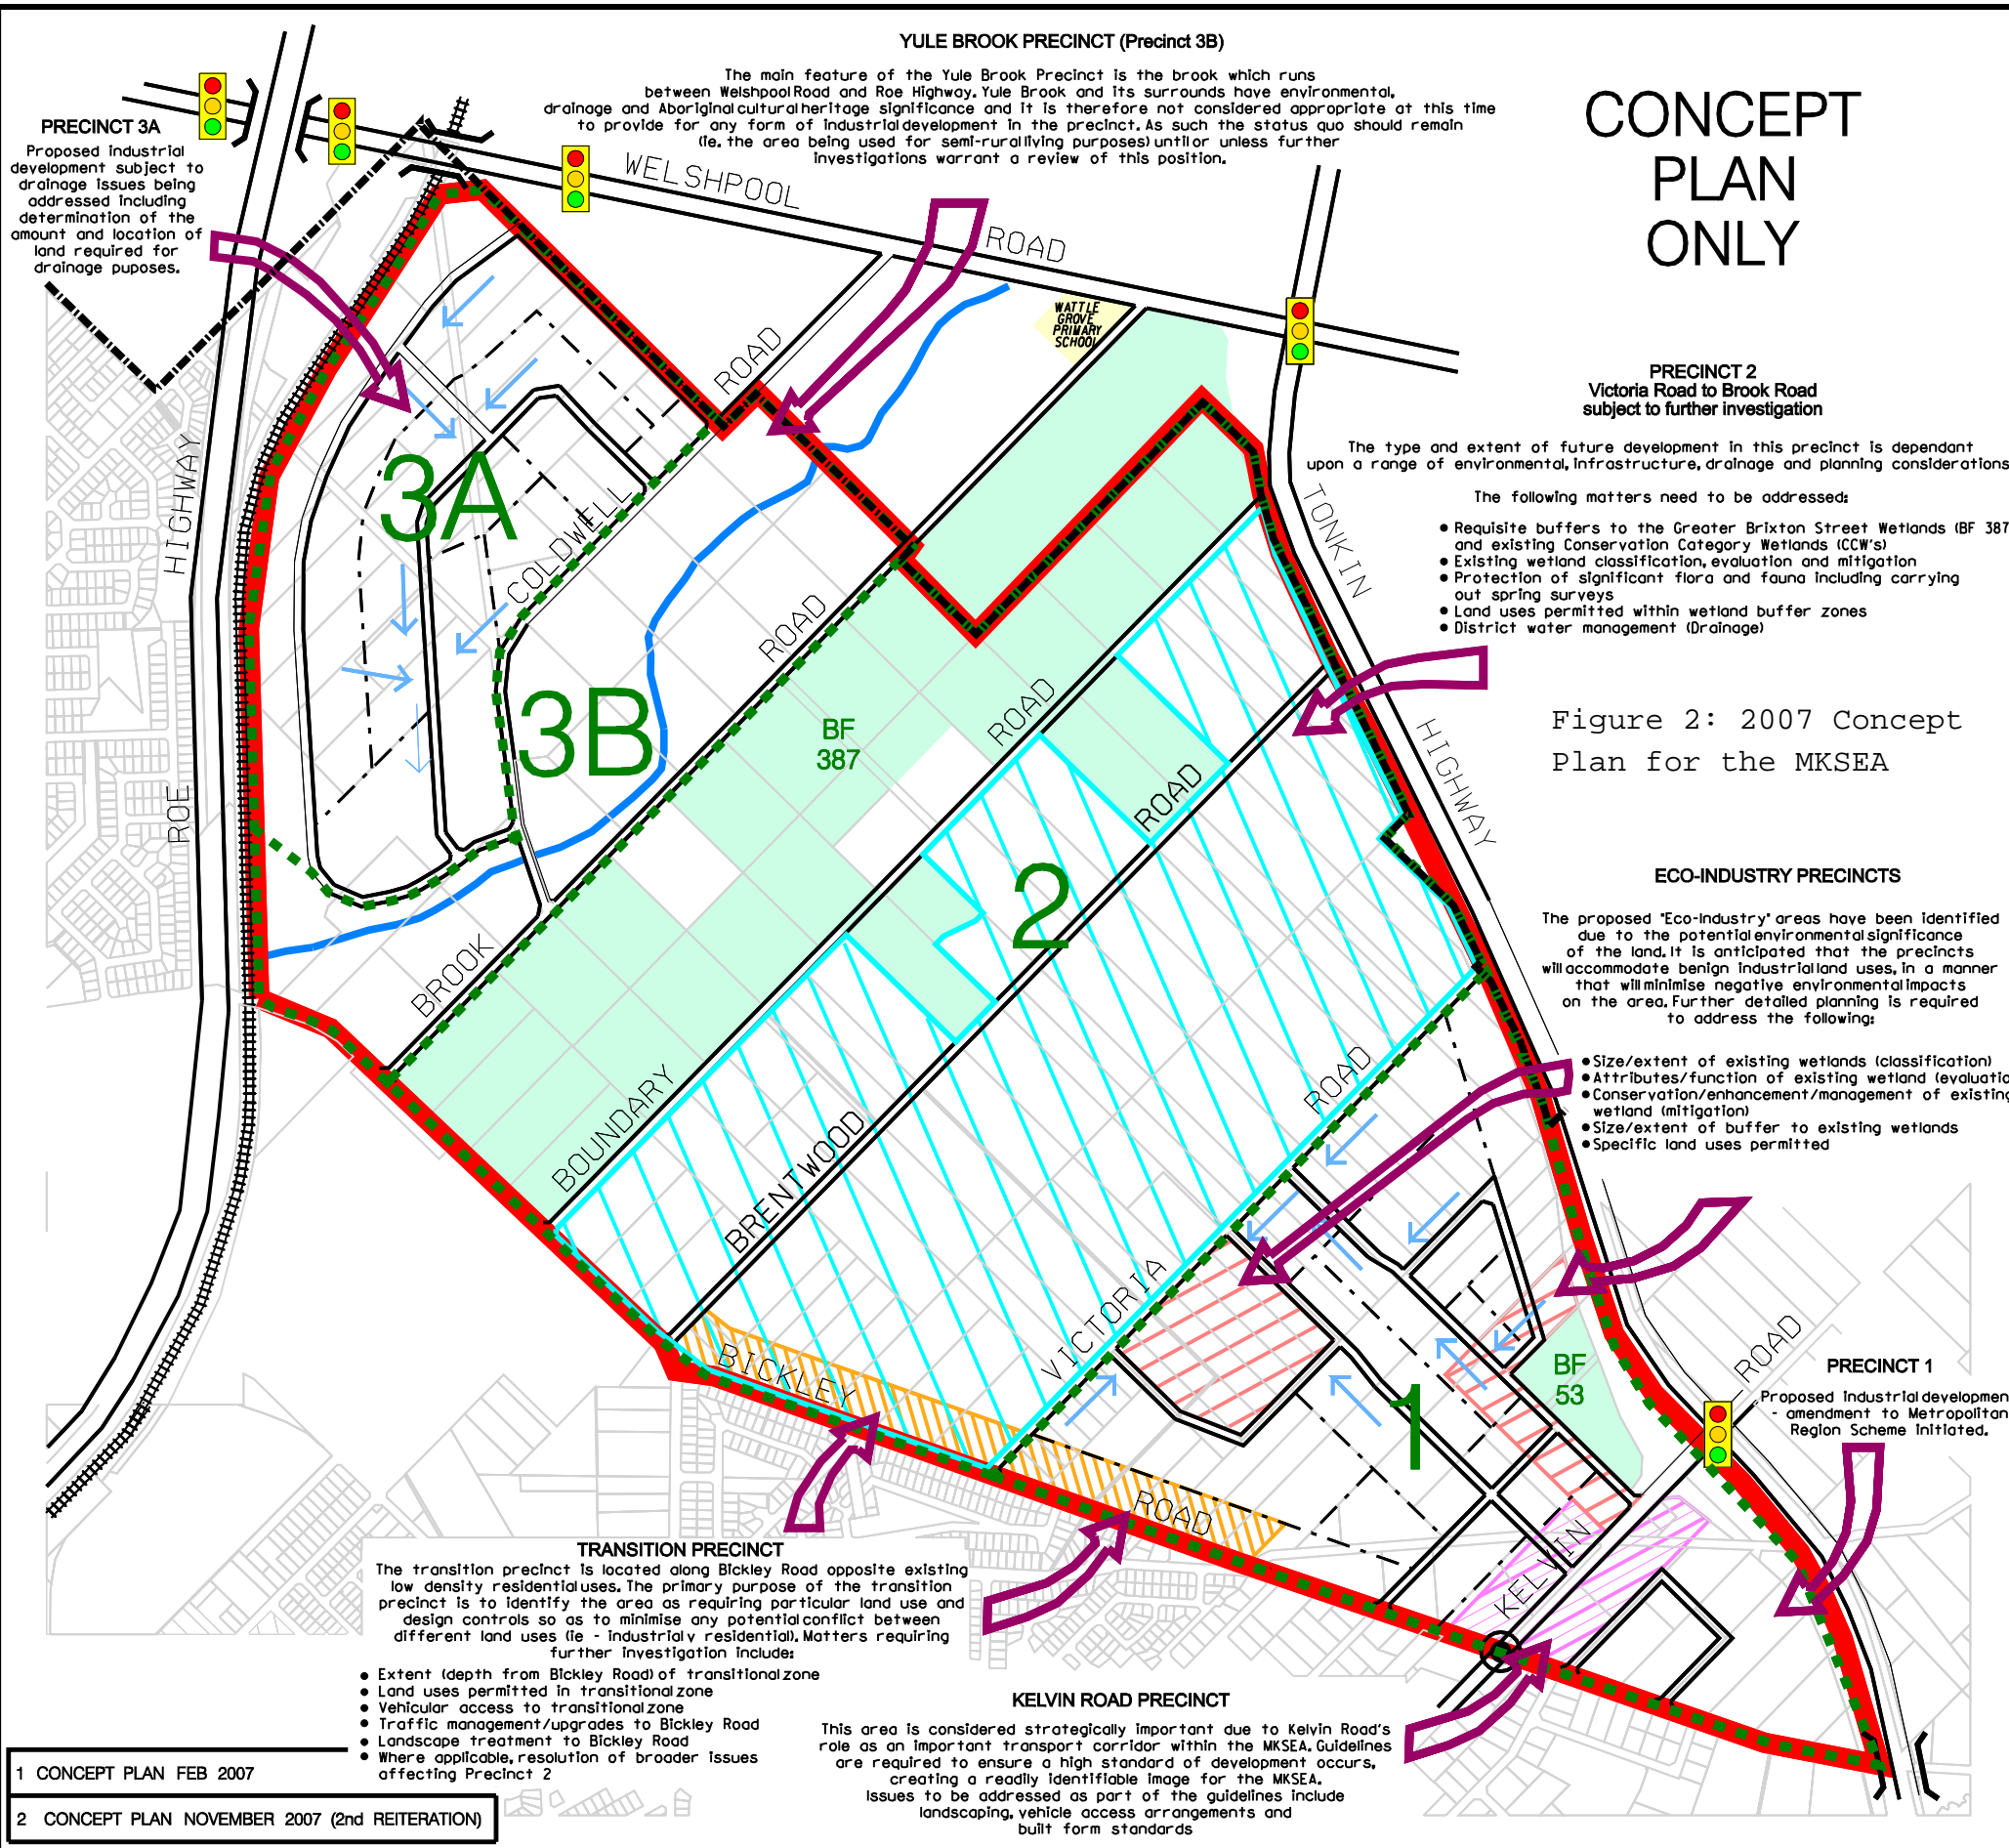 YULE BROOK PRECINCT (Precinct 3B)
The main feature of the Yule Brook Precinct is the brook which runs
between Welshpool Road and Roe Highway. Yule Brook and its surrounds have environmental,
drainage and Aboriginal cultural heritage significance and it is therefore not considered appropriate at this time
to provide for any form of industrial development in the precinct. As such the status quo should remain
(ie. the area being used for semi-rural living purposes) until or unless further
investigations warrant a review of this position.
CONCEPT
PLAN
ONLY
PRECINCT 3A
Proposed industrial
development subject to
drainage issues being
addressed including
determination of the
amount and location of
land required for
drainage puposes.
WELSHPOOL
ROAD
WATTLE
GROVE
PRIMARY
SCHOOL
ROAD
COLDWELL
HIGHWAY
ROE
3A
3B
PRECINCT 2
Victoria Road to Brook Road
subject to further investigation
The type and extent of future development in this precinct is dependant
upon a range of environmental, infrastructure, drainage and planning considerations
The following matters need to be addressed:
• Requisite buffers to the Greater Brixton Street Wetlands (BF 387
and existing Conservation Category Wetlands (CCW's)
• Existing wetland classification, evaluation and mitigation
• Protection of significant flora and fauna including carrying
out spring surveys
• Land uses permitted within wetland buffer zones
• District water management (Drainage)
TONKIN
HIGHWAY
Figure 2: 2007 Concept
Plan for the MKSEA
ROAD
BROOK
BF
387
ROAD
BOUNDARY
ROAD
BRENTWOOD
2
ROAD
VICTORIA
ECO-INDUSTRY PRECINCTS
The proposed "Eco-Industry" areas have been identified
due to the potential environmental significance
of the land. It is anticipated that the precincts
will accommodate benign industrial land uses, in a manner
that will minimise negative environmental impacts
on the area. Further detailed planning is required
to address the following:
• Size/extent of existing wetlands (classification)
• Attributes/function of existing wetland (evaluatio
• Conservation/enhancement/management of existing
wetland (mitigation)
• Size/extent of buffer to existing wetlands
• Specific land uses permitted
BICKLEY
ROAD
1
BF
53
ROAD
KELVIN
PRECINCT 1
Proposed industrial developmen
- amendment to Metropolitan
Region Scheme initiated.
TRANSITION PRECINCT
The transition precinct is located along Bickley Road opposite existing
low density residential uses. The primary purpose of the transition
precinct is to identify the area as requiring particular land use and
design controls so as to minimise any potential conflict between
different land uses (ie - industrial v residential). Matters requiring
further investigation include:
• Extent (depth from Bickley Road) of transitional zone
• Land uses permitted in transitional zone
• Vehicular access to transitional zone
• Traffic management/upgrades to Bickley Road
• Landscape treatment to Bickley Road
• Where applicable, resolution of broader issues
affecting Precinct 2
KELVIN ROAD PRECINCT
This area is considered strategically important due to Kelvin Road's
role as an important transport corridor within the MKSEA. Guidelines
are required to ensure a high standard of development occurs,
creating a readily identifiable image for the MKSEA.
Issues to be addressed as part of the guidelines include
landscaping, vehicle access arrangements and
built form standards
1 CONCEPT PLAN FEB 2007
2 CONCEPT PLAN NOVEMBER 2007 (2nd REITERATION)